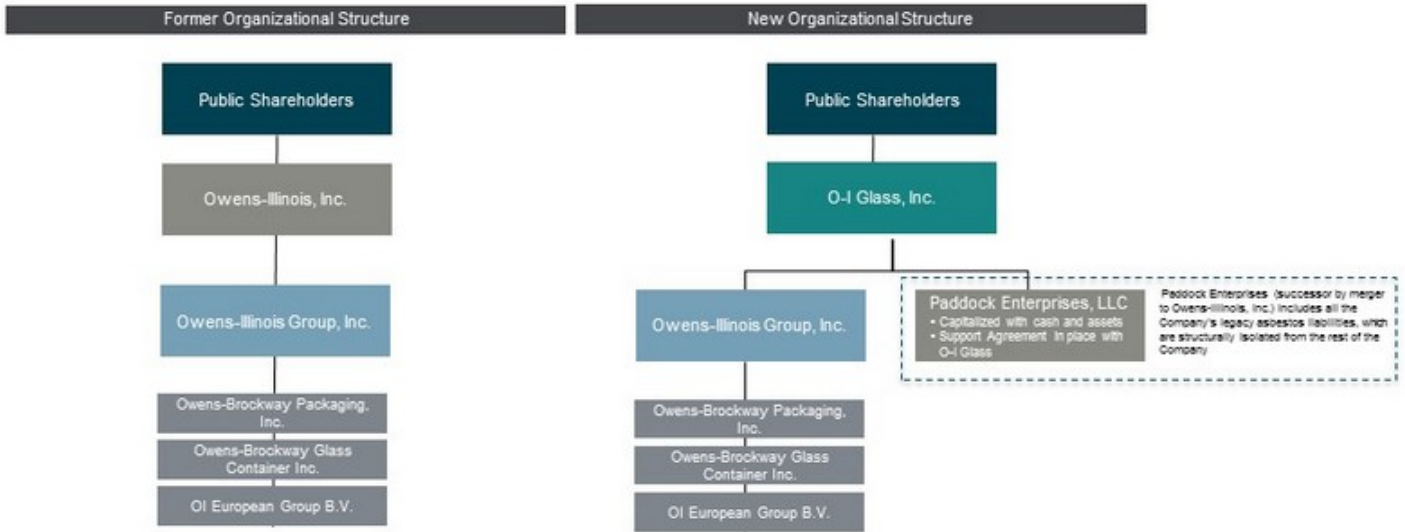 Former Organizational Structure
Public Shareholders
Owens-Illinois, Inc.
Owens-Illinois Group, Inc.
Owens-Brockway Packaging,
Inc.
Owens-Brockway Glass
Container Inc.
OI European Group B.V.
New Organizational Structure
Public Shareholders
O-I Glass, Inc.
Owens-Illinois Group, Inc.
Owens-Brockway Packaging,
Inc.
Owens-Brockway Glass
Container Inc.
OI European Group B.V.
Paddock Enterprises, LLC
• Capitalized with cash and assets
• Support Agreement in place with
O-I Glass
Paddock Enterprises (successor by merger
to Owens-Illinois, Inc.) includes all the
Company's legacy asbestos liabilities, which
are structurally isolated from the rest of the
Company